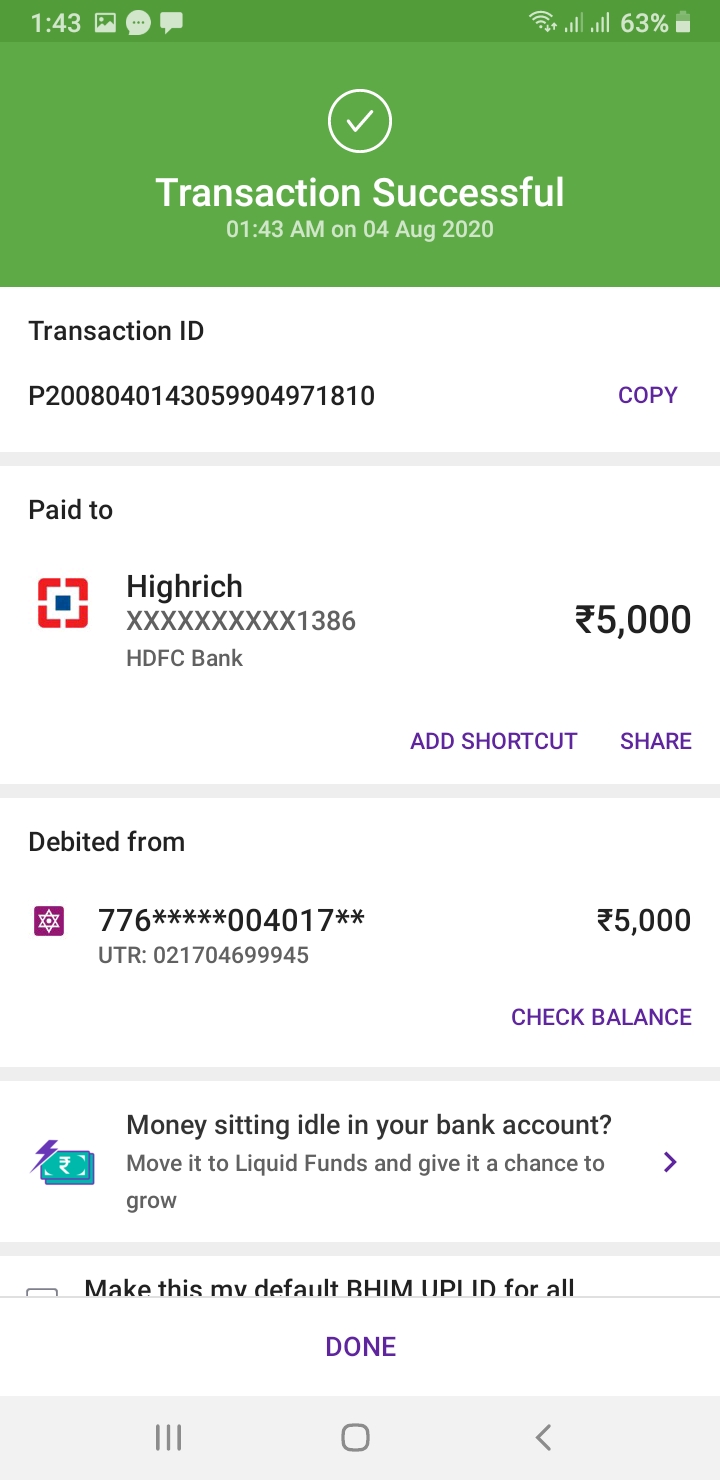 1:43 63%
Transaction Successful
01:43 AM on 04 Aug 2020
Transaction ID
P2008040143059904971810 COPY
Paid to
Highrich
XXXXXXXXXX1386
₹5,000
HDFC Bank
ADD SHORTCUT SHARE
Debited from
776*****004017** ₹5,000
UTR: 021704699945
CHECK BALANCE
Money sitting idle in your bank account?
Move it to Liquid Funds and give it a chance to
grow
Make this my default BHIM UPI ID for all
DONE